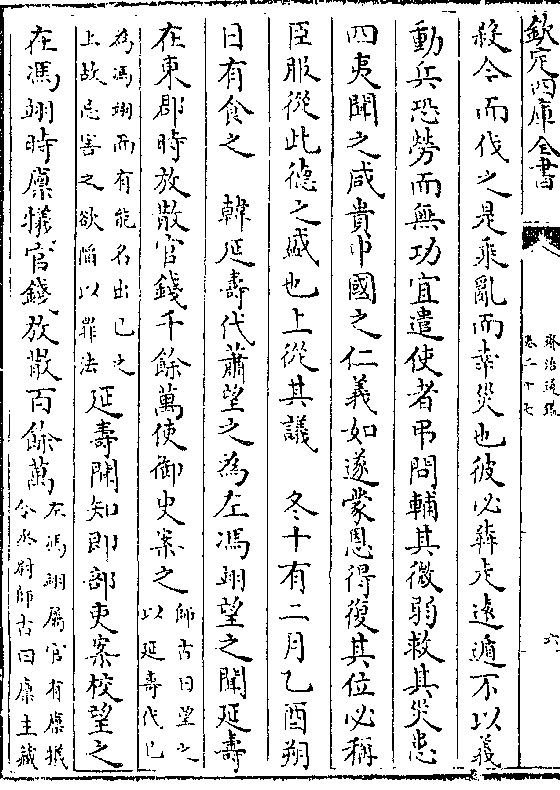 欽定四庫全書
資治通鑑
卷二十七
六
殺今而伐之是乘亂而幸災也彼必犇走遠遁不以義
動兵恐勞而無功宜遣使者弔問輔其微弱救其災患
四夷聞之咸貴中國之仁義如遂蒙恩得復其位必稱
臣服從此德之盛也上從其議　冬十有二月乙酉朔
日有食之　韓延壽代蕭望之為左馮翊望之聞延壽
在東郡時放散官錢千餘萬使御史案之師古曰望之以延壽代已
為馮翊而有能名出己之上故忌害之欲陷以罪法延壽聞知即部吏案校望之
在馮翊時廩犧官錢放散百餘萬左馮翊屬官有廩犧令丞尉師古曰廩主藏